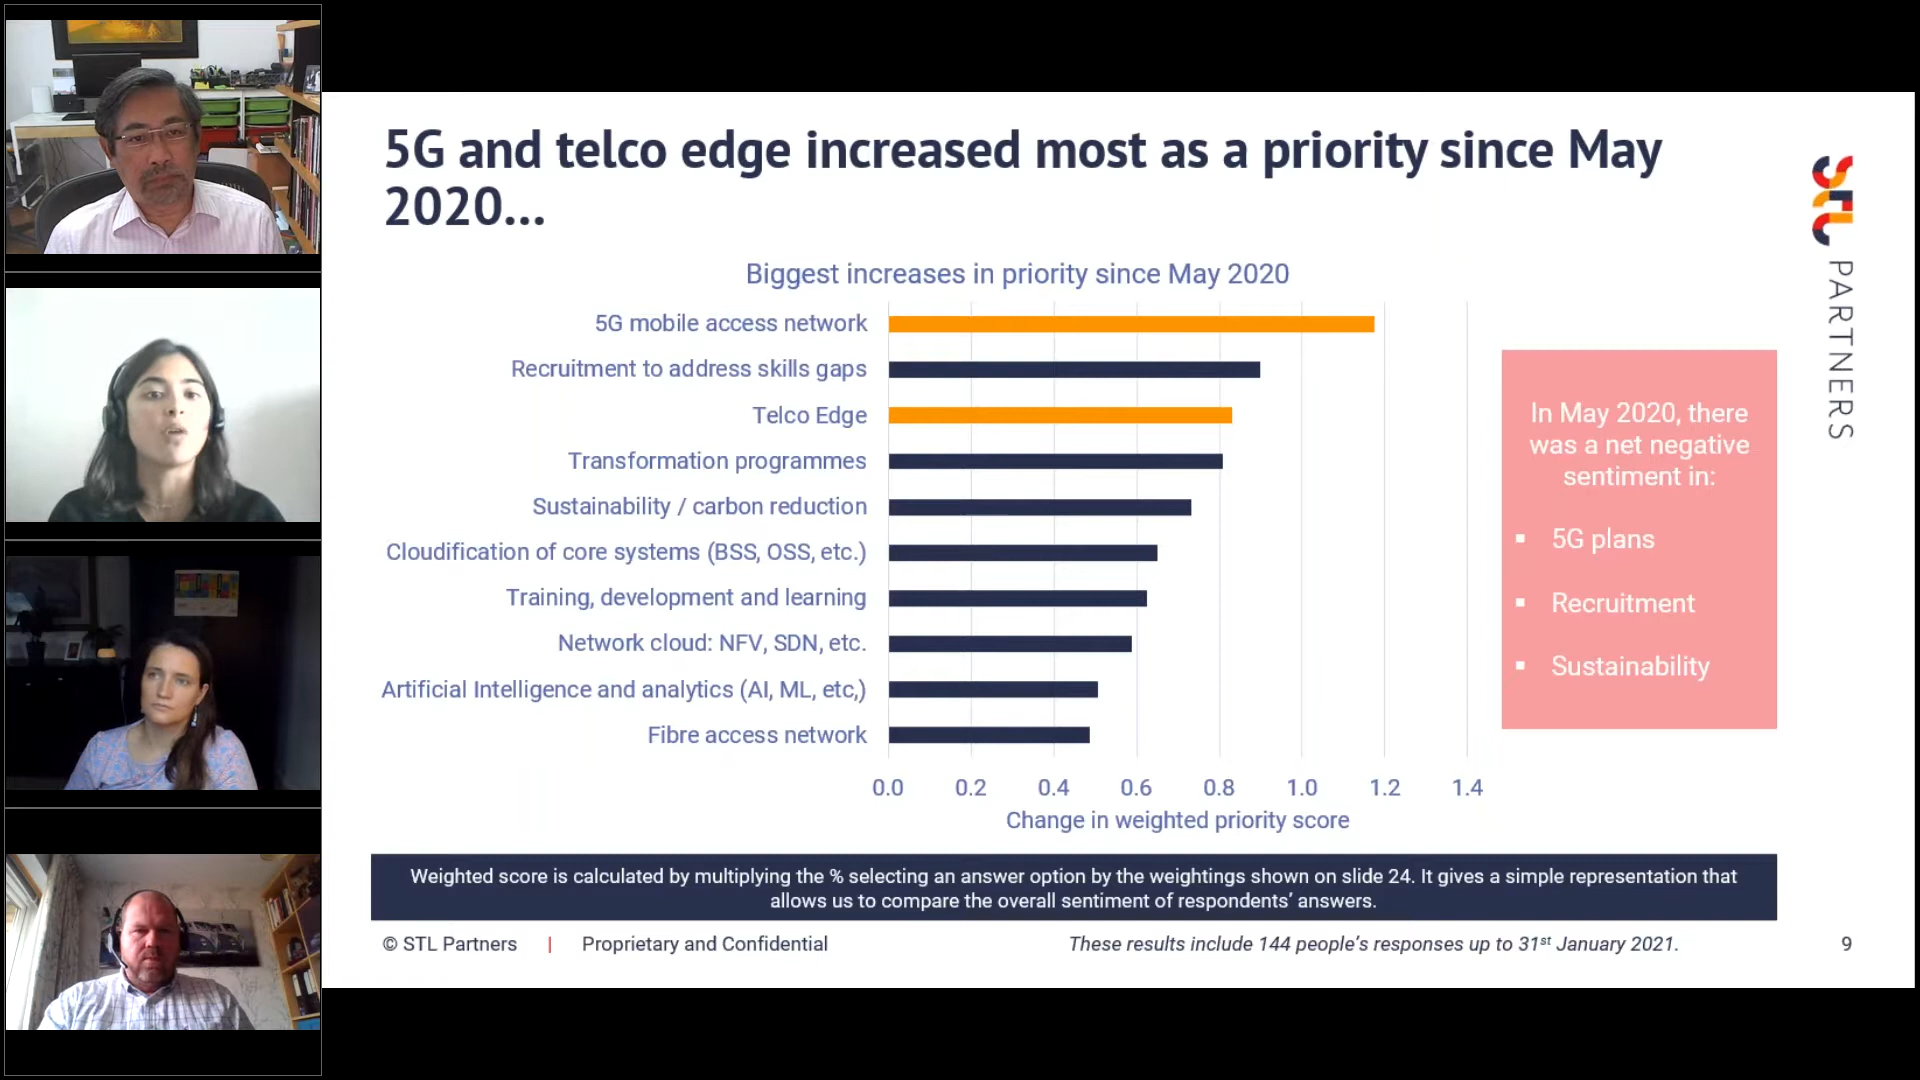 5G and telco edge increased most as a priority since May
2020...
STL PARTNERS
Biggest increases in priority since May 2020
5G mobile access network
Recruitment to address skills gaps
Telco Edge
Transformation programmes
Sustainability / carbon reduction
Cloudification of core systems (BSS, OSS, etc.)
Training, development and learning
Network cloud: NFV, SDN, etc.
Artificial Intelligence and analytics (AI, ML, etc,)
Fibre access network
0.0 0.2 0.4 0.6 0.8 1.0 1.2 1.4
Change in weighted priority score
In May 2020, there
was a net negative
sentiment in:
▪ 5G plans
▪ Recruitment
▪ Sustainability
Weighted score is calculated by multiplying the % selecting an answer option by the weightings shown on slide 24. It gives a simple representation that
allows us to compare the overall sentiment of respondents’ answers.
© STL Partners | Proprietary and Confidential
These results include 144 people’s responses up to 31st January 2021.
9